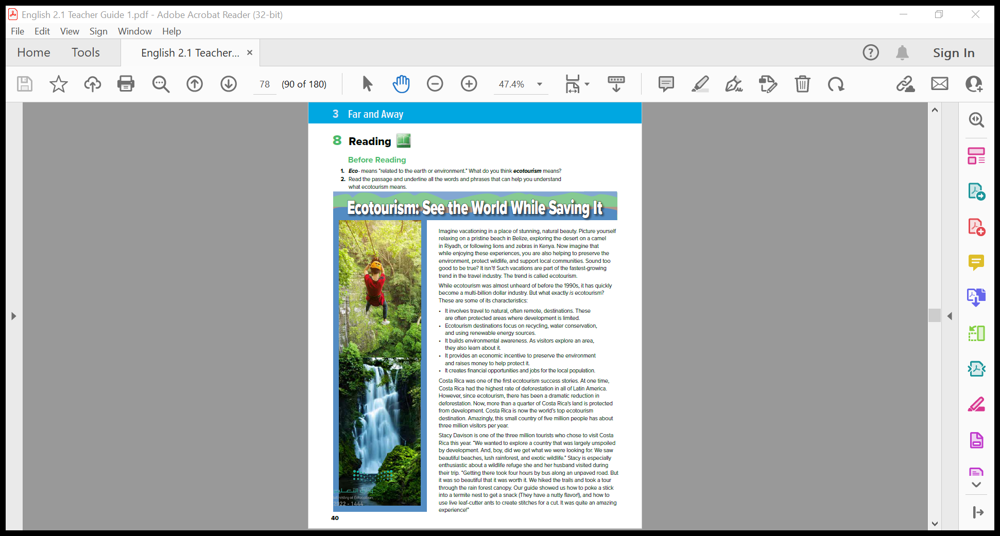 English 2.1 Teacher Guide 1.pdf - Adobe Acrobat Reader (32-bit)
File Edit View Sign Window Help
Home Tools English 2.1 Teacher... × Sign In
78 (90 of 180) 47.4%
3 Far and Away
8 Reading
Before Reading
1. Eco- means “related to the earth or environment.” What do you think ecotourism means?
2. Read the passage and underline all the words and phrases that can help you understand
what ecotourism means.
Ecotourism: See the World While Saving It
Imagine vacationing in a place of stunning, natural beauty. Picture yourself
relaxing on a pristine beach in Belize, exploring the desert on a camel
in Riyadh, or following lions and zebras in Kenya. Now imagine that
while enjoying these experiences, you are also helping to preserve the
environment, protect wildlife, and support local communities. Sound too
good to be true? It isn't! Such vacations are part of the fastest-growing
trend in the travel industry. The trend is called ecotourism.
While ecotourism was almost unheard of before the 1990s, it has quickly
become a multi-billion dollar industry. But what exactly is ecotourism?
These are some of its characteristics:
• It involves travel to natural, often remote, destinations. These
are often protected areas where development is limited.
• Ecotourism destinations focus on recycling, water conservation,
and using renewable energy sources.
• It builds environmental awareness. As visitors explore an area,
they also learn about it.
• It provides an economic incentive to preserve the environment
and raises money to help protect it.
• It creates financial opportunities and jobs for the local population.
Costa Rica was one of the first ecotourism success stories. At one time,
Costa Rica had the highest rate of deforestation in all of Latin America.
However, since ecotourism, there has been a dramatic reduction in
deforestation. Now, more than a quarter of Costa Rica's land is protected
from development. Costa Rica is now the world's top ecotourism
destination. Amazingly, this small country of five million people has about
three million visitors per year.
Stacy Davison is one of the three million tourists who chose to visit Costa
Rica this year. “We wanted to explore a country that was largely unspoiled
by development. And, boy, did we get what we were looking for. We saw
beautiful beaches, lush rainforest, and exotic wildlife.” Stacy is especially
enthusiastic about a wildlife refuge she and her husband visited during
their trip. “Getting there took four hours by bus along an unpaved road. But
it was so beautiful that it was worth it. We hiked the trails and took a tour
through the rain forest canopy. Our guide showed us how to poke a stick
into a termite nest to get a snack (They have a nutty flavor!), and how to
use live leaf-cutter ants to create stitches for a cut. It was quite an amazing
experience!”
وزارة التعليم
Ministry of Education
2022 - 1444
40